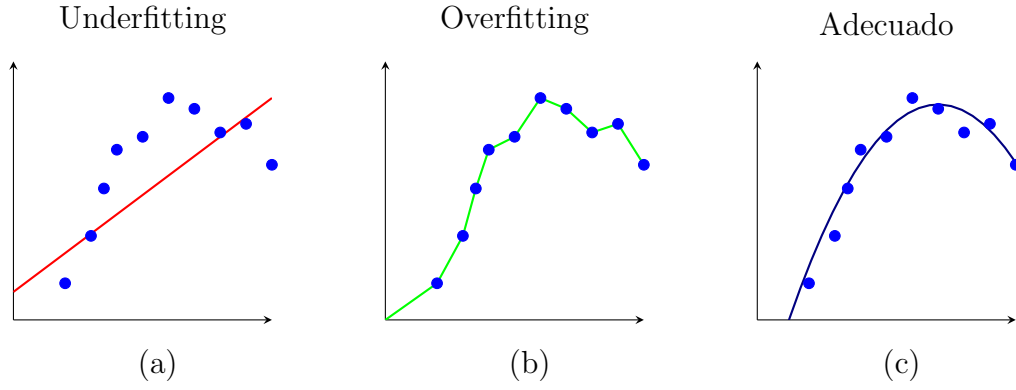 Underfitting
Overfitting
Adecuado
(a)
(b)
(c)